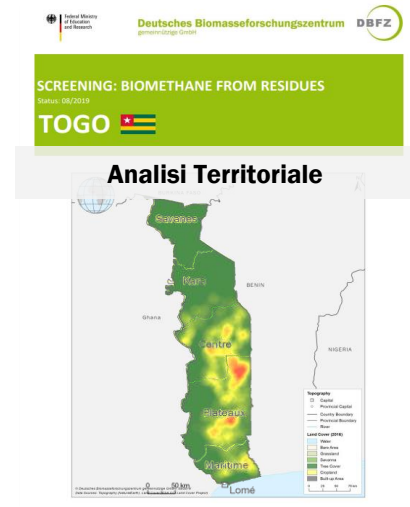 Federal Ministry
of Education
and Research
Deutsches Biomasseforschungszentrum
gemeinnützige GmbH
DBFZ
SCREENING: BIOMETHANE FROM RESIDUES
Status: 08/2019
TOGO
Analisi Territoriale
Savanes
Kara
BENIN
Ghana
Centre
NIGERIA
Plateaux
Maritime
Lomé
0 50 km
Topography
Capital
Provincial Capital
Country Boundary
Provincial Boundary
River
Land Cover (2016)
Water
Bare Area
Grassland
Savanna
Tree Cover
Cropland
Built-up Area